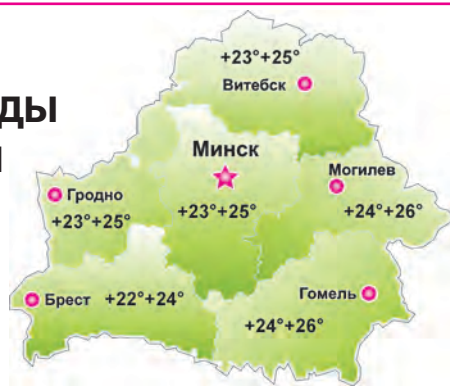 +23°+25°
Витебск
ды
Минск
Могилев
Гродно
+23°+25°
+23°+25°
+24°+26°
Брест +22°+24°
Гомель
+24°+26°